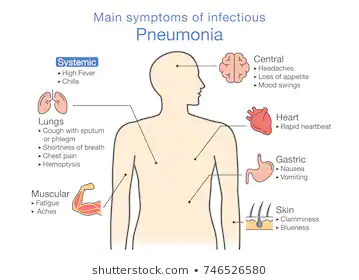 Main symptoms of infectious
Pneumonia
Systemic
▸ High Fever
▸ Chills
Lungs
▸ Cough with sputum
or phlegm
▸ Shortness of breath
▸ Chest pain
▸ Hemoptysis
Muscular
▸ Fatigue
▸ Aches
Central
▸ Headaches
▸ Loss of appetite
▸ Mood swings
Heart
▸ Rapid heartbeat
Gastric
▸ Nausea
▸ Vomiting
Skin
▸ Clamminess
▸ Blueness
shutterstock.com • 746526580